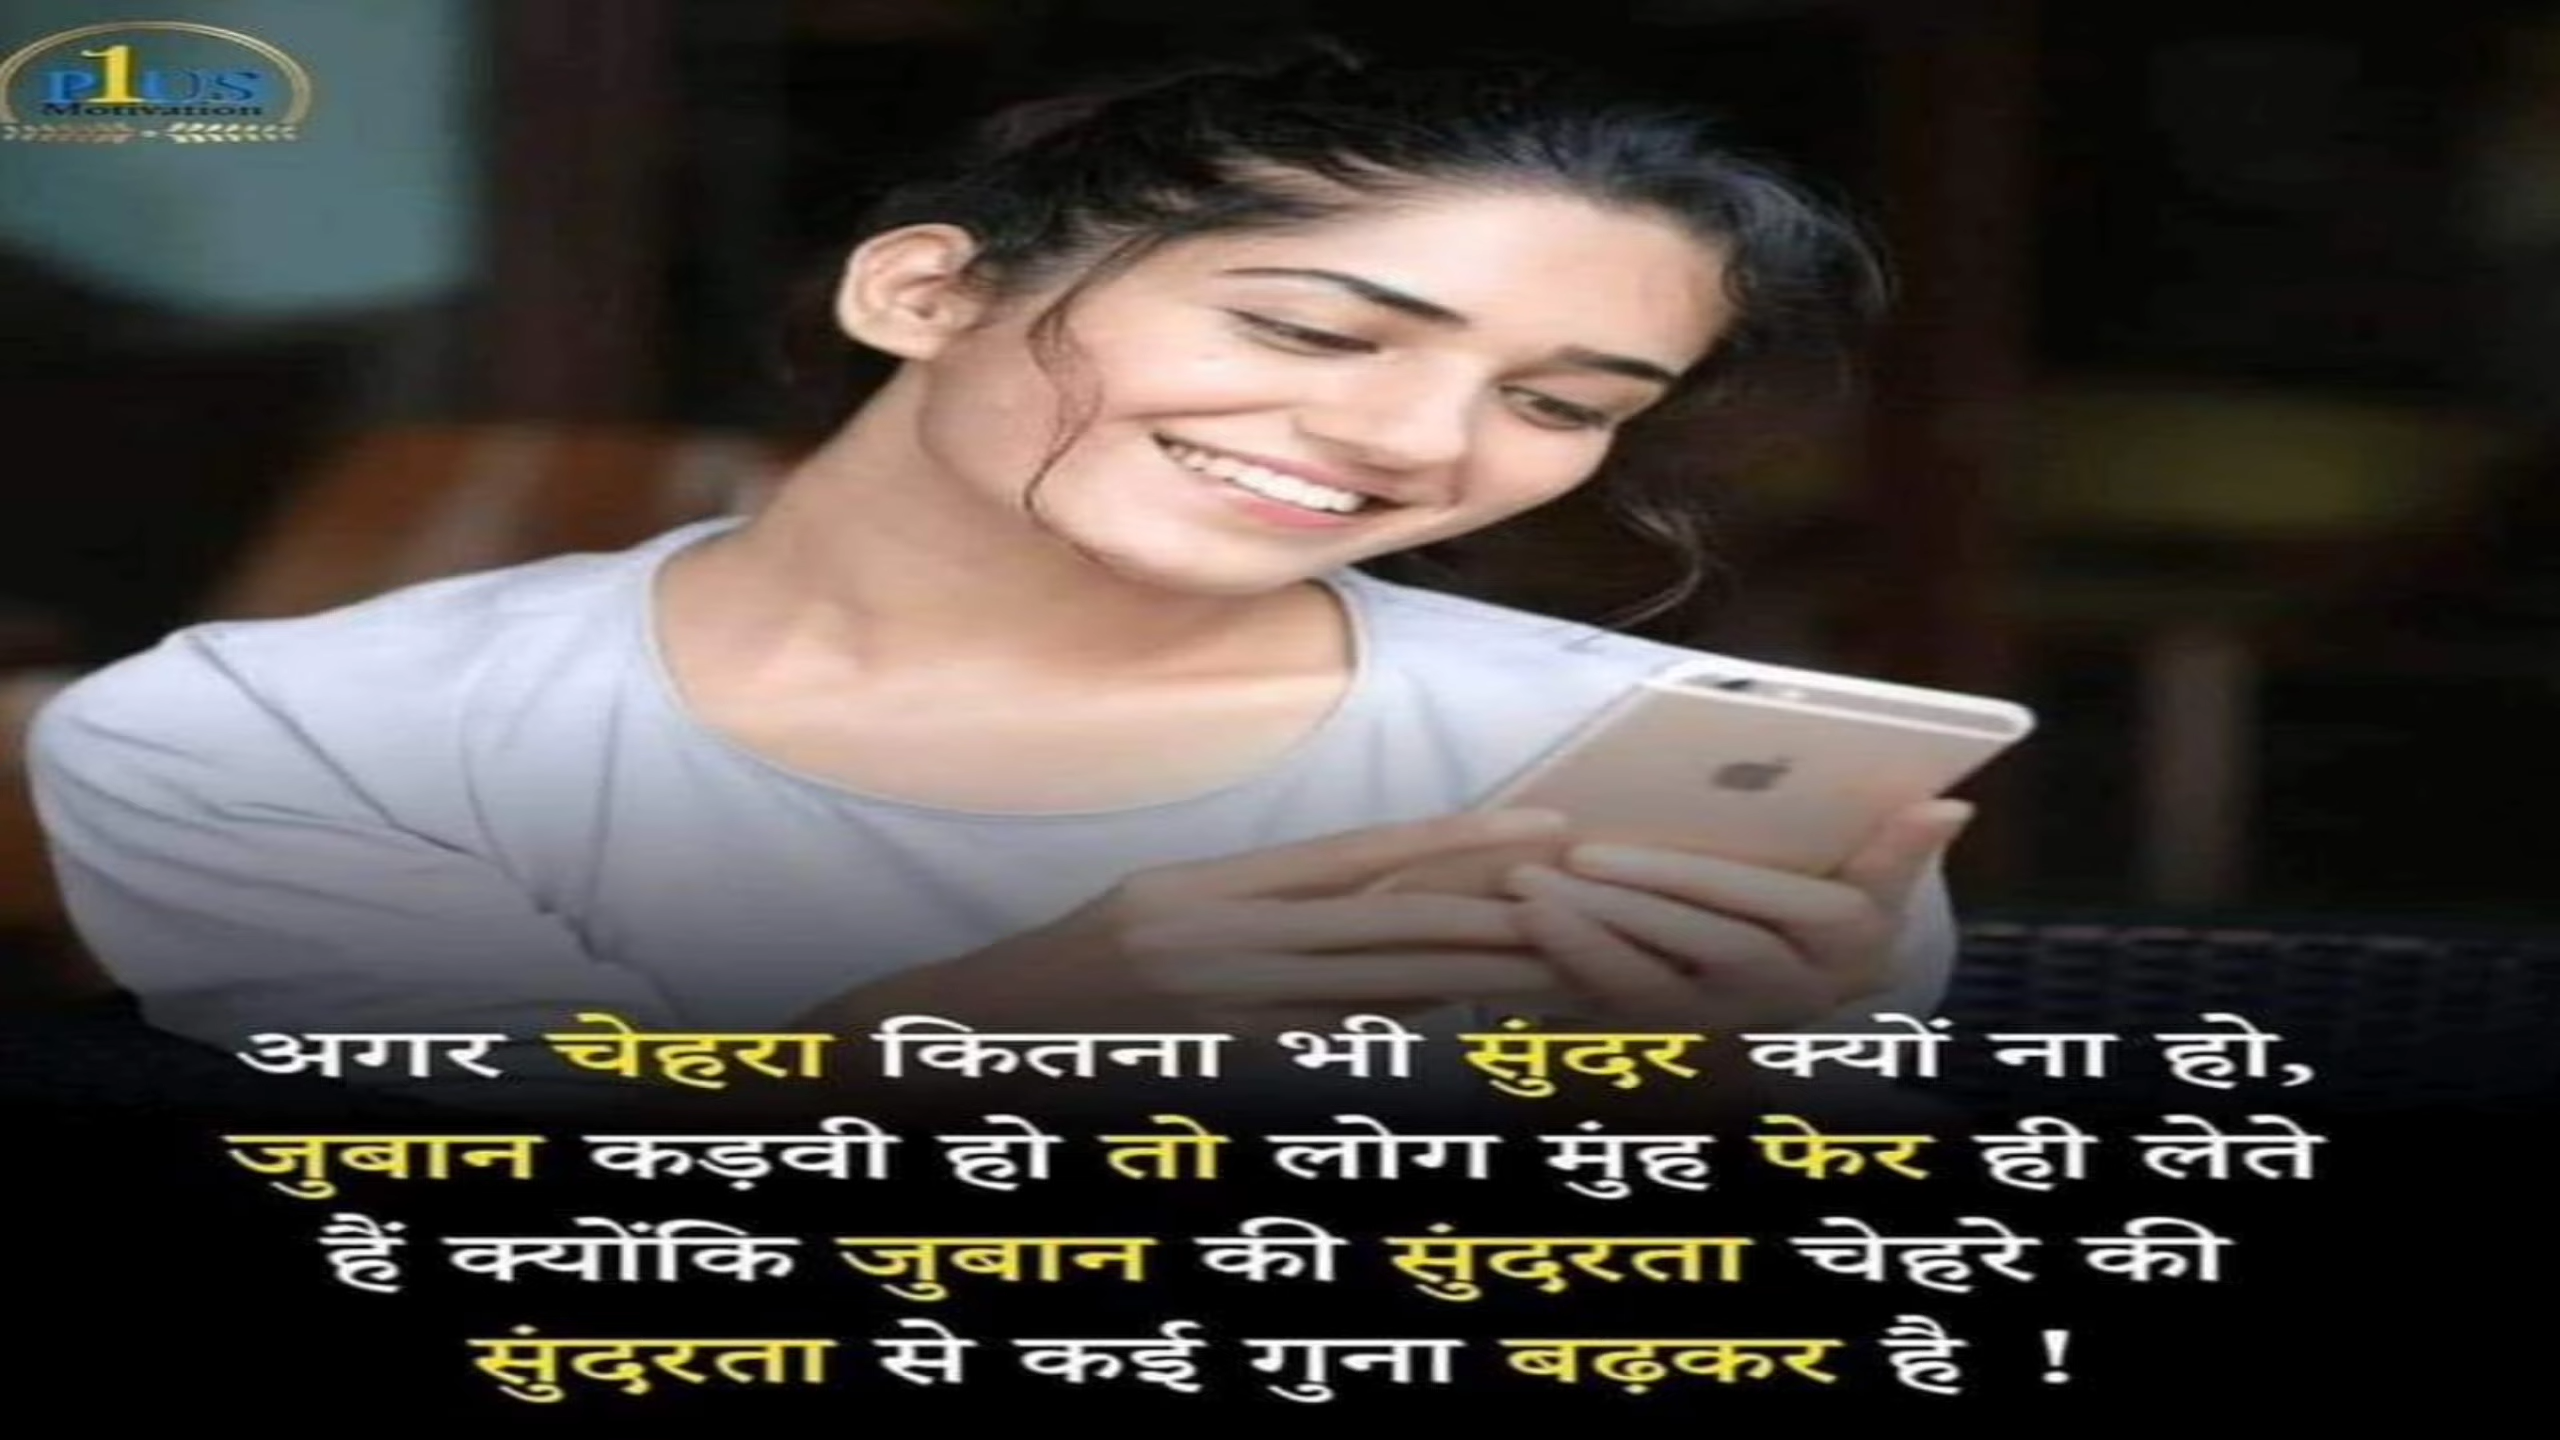 P1us
Motivation
अगर चेहरा कितना भी सुंदर क्यों ना हो,
जुबान कड़वी हो तो लोग मुंह फेर ही लेते
हैं क्योंकि जुबान की सुंदरता चेहरे की
सुंदरता से कई गुना बढ़कर है !